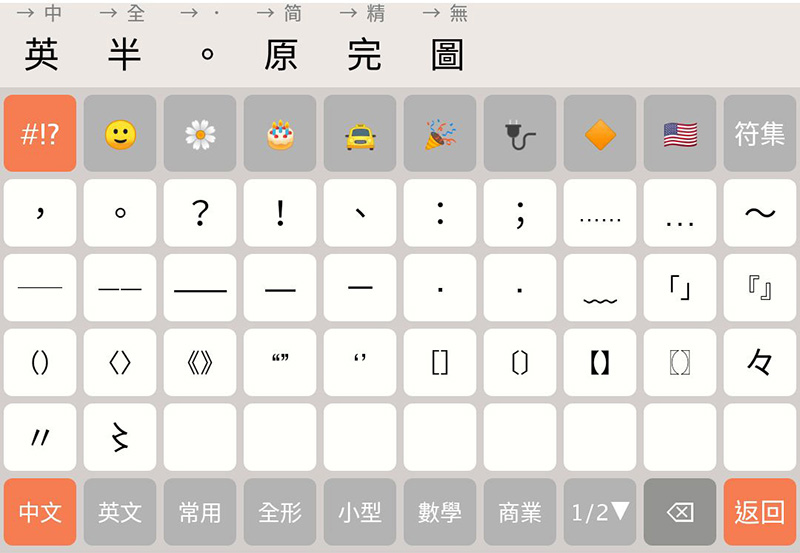 → 中 → 全 → · → 简 → 精 → 無
英 半 。 原 完 圖
#!? 🙂 🌼 🎂 🚕 🎉 🔌 🔶 🇺🇸 符集
， 。 ？ ！ 、 ： ； …… … ～
── —— —— — – · ‧ ﹏ 「」 『』
（） 〈〉 《》 “” ‘’ ［］ 〔〕 【】 〖〗 々
〃 ⺀
中文 英文 常用 全形 小型 數學 商業 1/2▼ ⌫ 返回